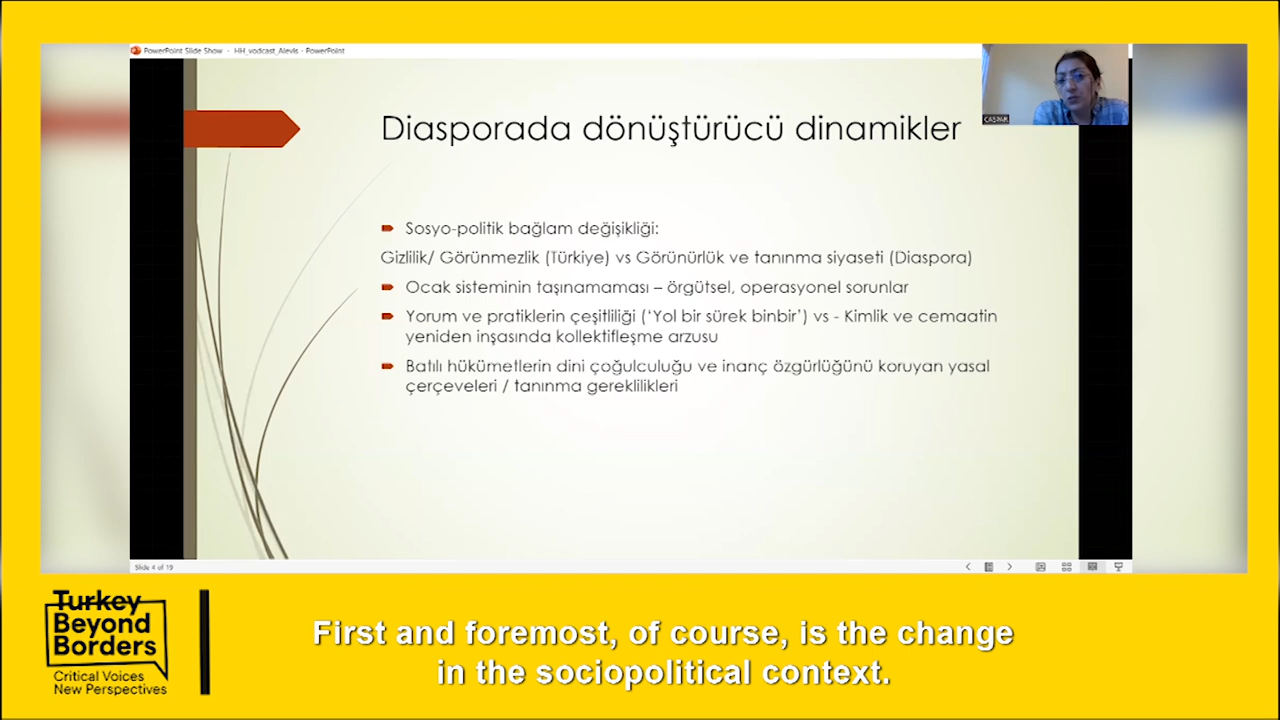 PowerPoint Slide Show - HH_vodcast_Alevis - PowerPoint
CASPAR
Diasporada dönüştürücü dinamikler
Sosyo-politik bağlam değişikliği:
Gizlilik/ Görünmezlik (Türkiye) vs Görünürlük ve tanınma siyaseti (Diaspora)
Ocak sisteminin taşınamaması – örgütsel, operasyonel sorunlar
Yorum ve pratiklerin çeşitliliği (‘Yol bir sürek binbir’) vs - Kimlik ve cemaatin
yeniden inşasında kollektifleşme arzusu
Batılı hükümetlerin dini çoğulculuğu ve inanç özgürlüğünü koruyan yasal
çerçeveleri / tanınma gereklilikleri
Slide 4 of 19
Turkey
Beyond
Borders
Critical Voices
New Perspectives
First and foremost, of course, is the change
in the sociopolitical context.